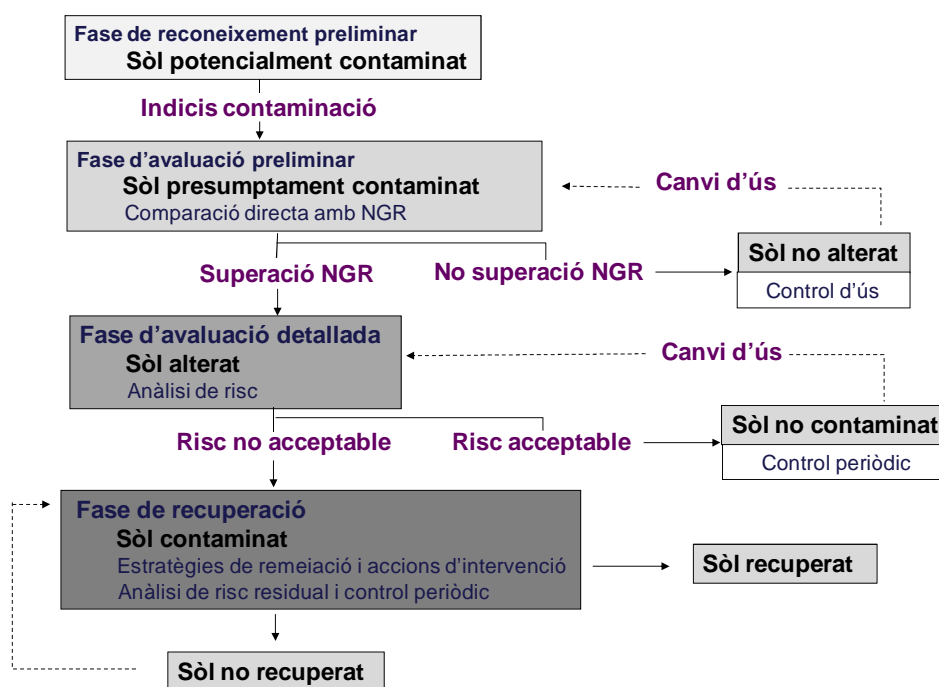 Fase de reconeixement preliminar
Sòl potencialment contaminat
Indicis contaminació
Fase d'avaluació preliminar
Sòl presumptament contaminat
Comparació directa amb NGR
Canvi d'ús
Superació NGR
No superació NGR
Sòl no alterat
Control d'ús
Fase d'avaluació detallada
Sòl alterat
Anàlisi de risc
Canvi d'ús
Risc no acceptable
Risc acceptable
Sòl no contaminat
Control periòdic
Fase de recuperació
Sòl contaminat
Estratègies de remeiació i accions d'intervenció
Anàlisi de risc residual i control periòdic
Sòl recuperat
Sòl no recuperat